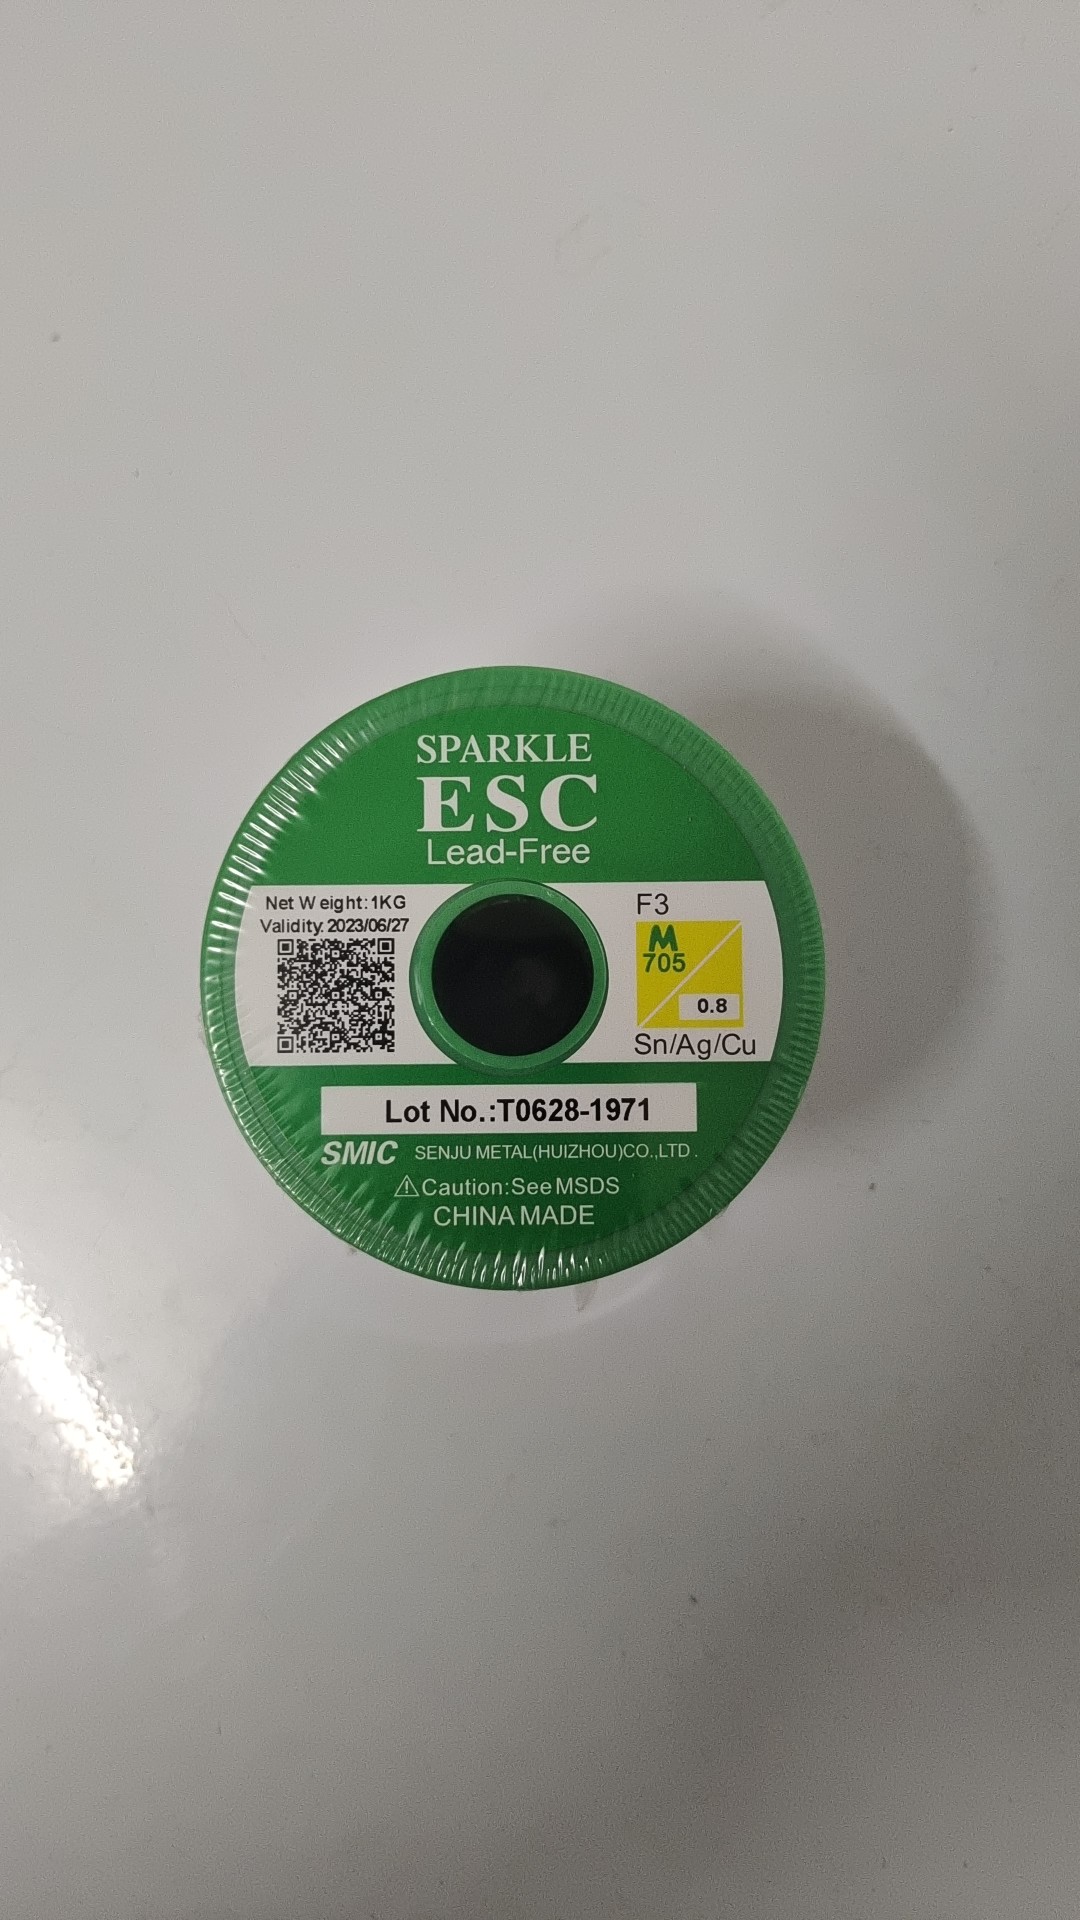 SPARKLE
ESC
Lead-Free
Net Weight:1KG
Validity:2023/06/27
F3
M
705
0.8
Sn/Ag/Cu
Lot No.:T0628-1971
SMIC SENJU METAL(HUIZHOU)CO.,LTD.
Caution:See MSDS
CHINA MADE